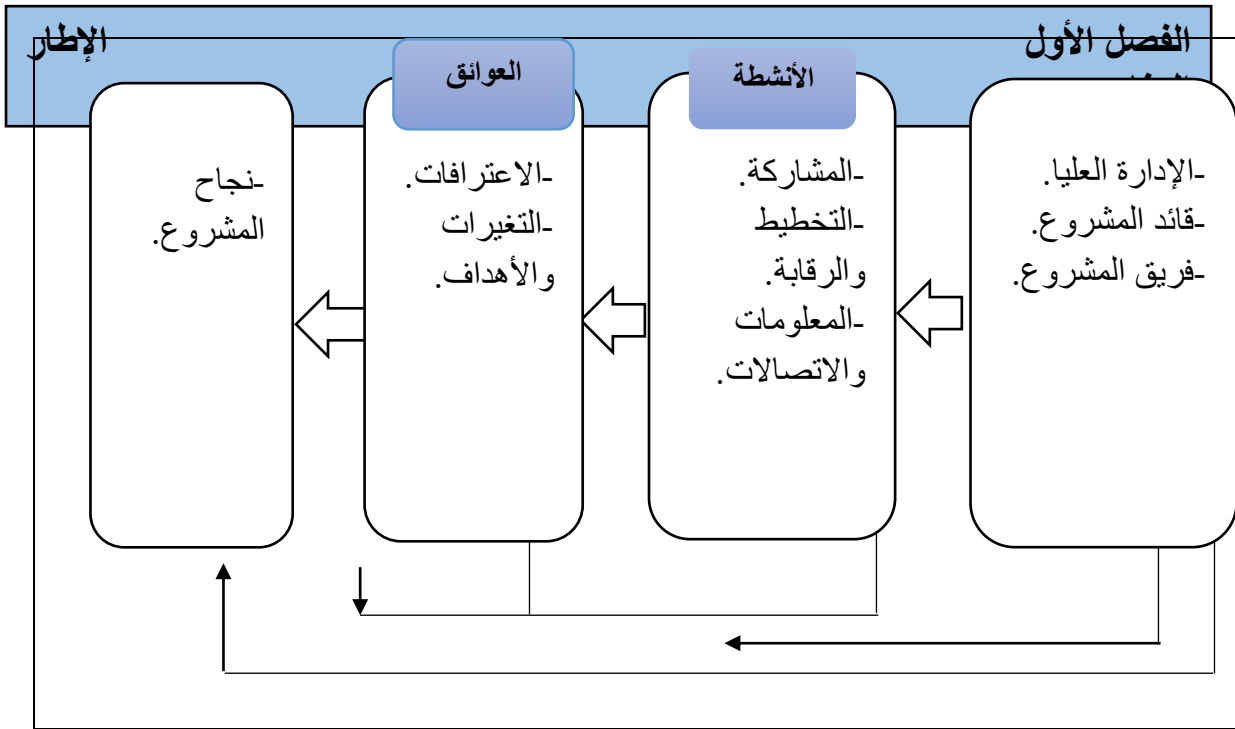 الفصل الأول
الإطار
العوائق
الأنشطة
-الإدارة العليا.
-قائد المشروع.
-فريق المشروع.
-المشاركة.
-التخطيط
والرقابة.
-المعلومات
والاتصالات.
-الاعترافات.
-التغيرات
والأهداف.
-نجاح
المشروع.